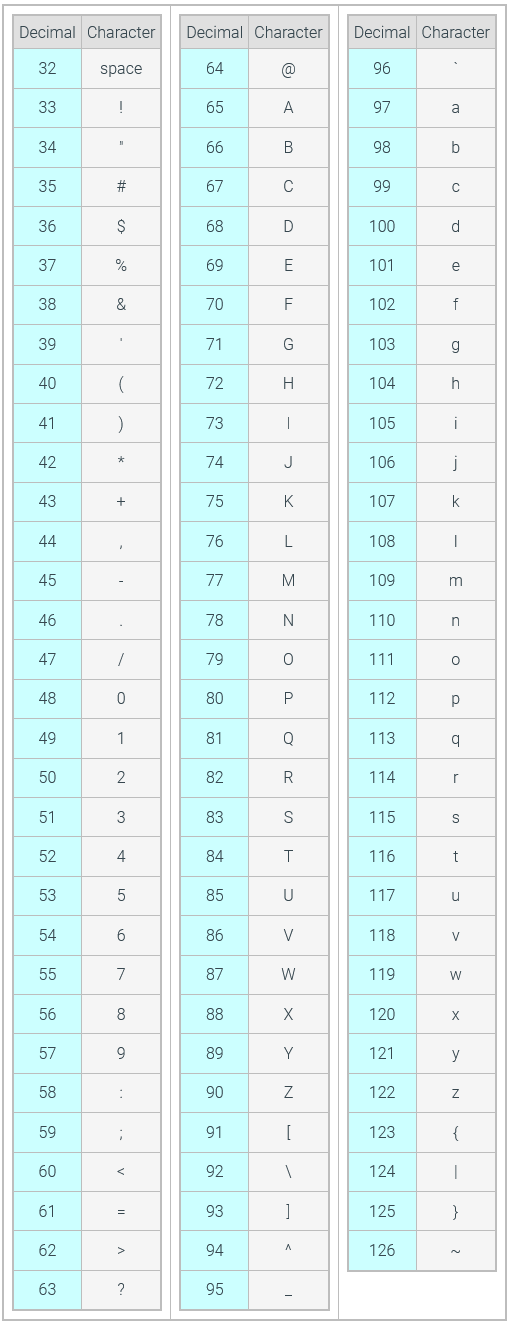 Decimal Character
32 space
33 !
34 "
35 #
36 $
37 %
38 &
39 '
40 (
41 )
42 *
43 +
44 ,
45 -
46 .
47 /
48 0
49 1
50 2
51 3
52 4
53 5
54 6
55 7
56 8
57 9
58 :
59 ;
60 <
61 =
62 >
63 ?
Decimal Character
64 @
65 A
66 B
67 C
68 D
69 E
70 F
71 G
72 H
73 I
74 J
75 K
76 L
77 M
78 N
79 O
80 P
81 Q
82 R
83 S
84 T
85 U
86 V
87 W
88 X
89 Y
90 Z
91 [
92 \
93 ]
94 ^
95 _
Decimal Character
96 `
97 a
98 b
99 c
100 d
101 e
102 f
103 g
104 h
105 i
106 j
107 k
108 l
109 m
110 n
111 o
112 p
113 q
114 r
115 s
116 t
117 u
118 v
119 w
120 x
121 y
122 z
123 {
124 |
125 }
126 ~